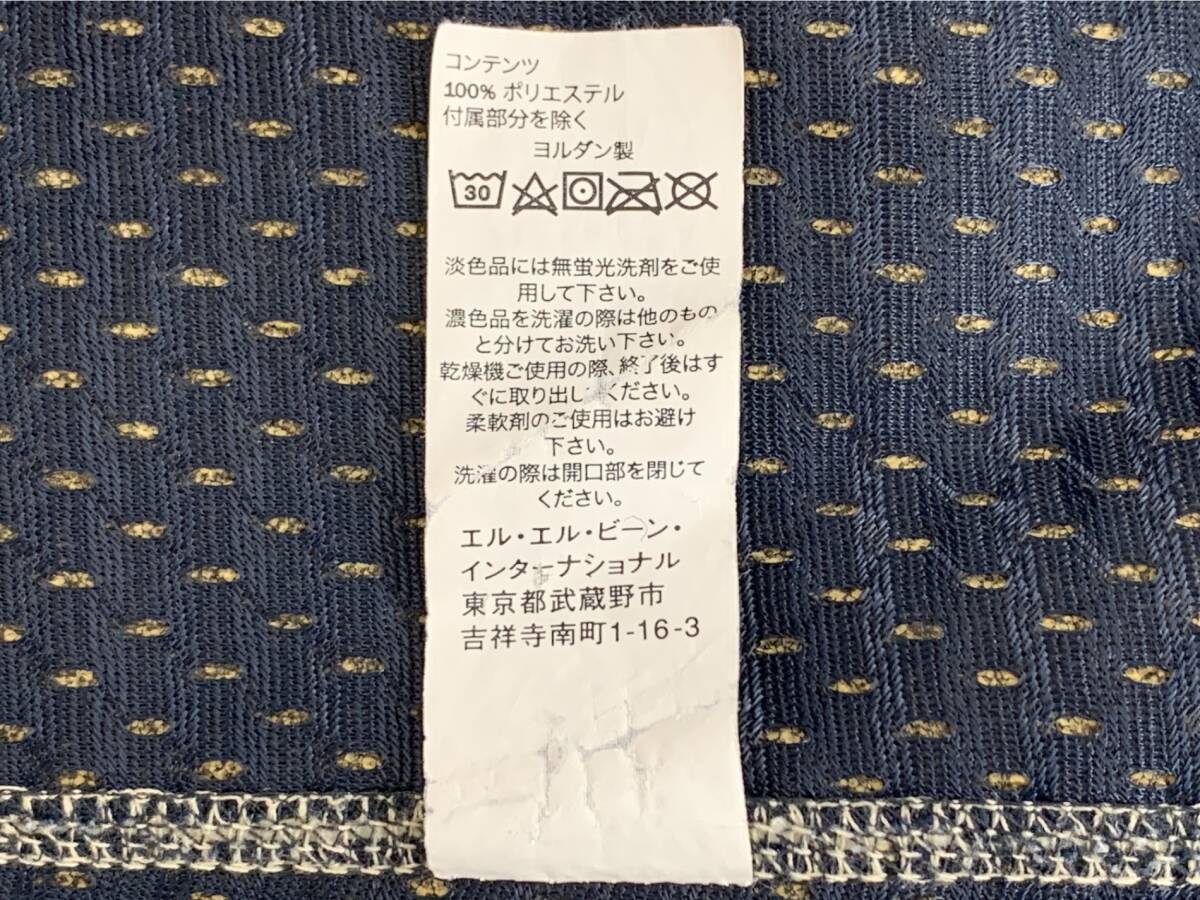 コンテンツ
100% ポリエステル
付属部分を除く
ヨルダン製
30
淡色品には無蛍光洗剤をご使
用して下さい。
濃色品を洗濯の際は他のもの
と分けてお洗い下さい。
乾燥機ご使用の際、終了後はす
ぐに取り出しください。
柔軟剤のご使用はお避け
下さい。
洗濯の際は開口部を閉じて
ください。
エル・エル・ビーン・
インターナショナル
東京都武蔵野市
吉祥寺南町1-16-3